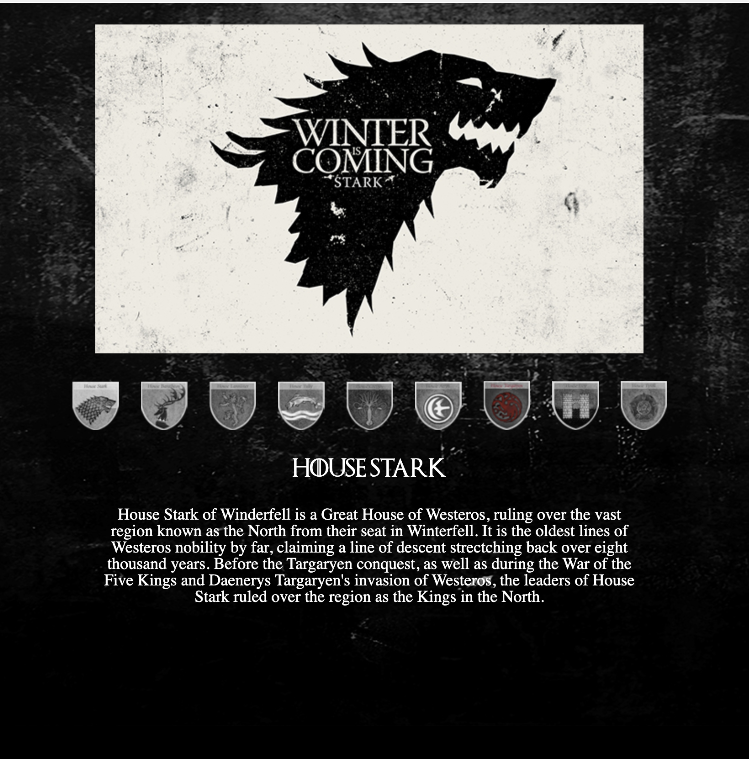 WINTER
IS
COMING
STARK
House Stark
HOUSE STARK
House Stark of Winderfell is a Great House of Westeros, ruling over the vast
region known as the North from their seat in Winterfell. It is the oldest lines of
Westeros nobility by far, claiming a line of descent strectching back over eight
thousand years. Before the Targaryen conquest, as well as during the War of the
Five Kings and Daenerys Targaryen's invasion of Westeros, the leaders of House
Stark ruled over the region as the Kings in the North.